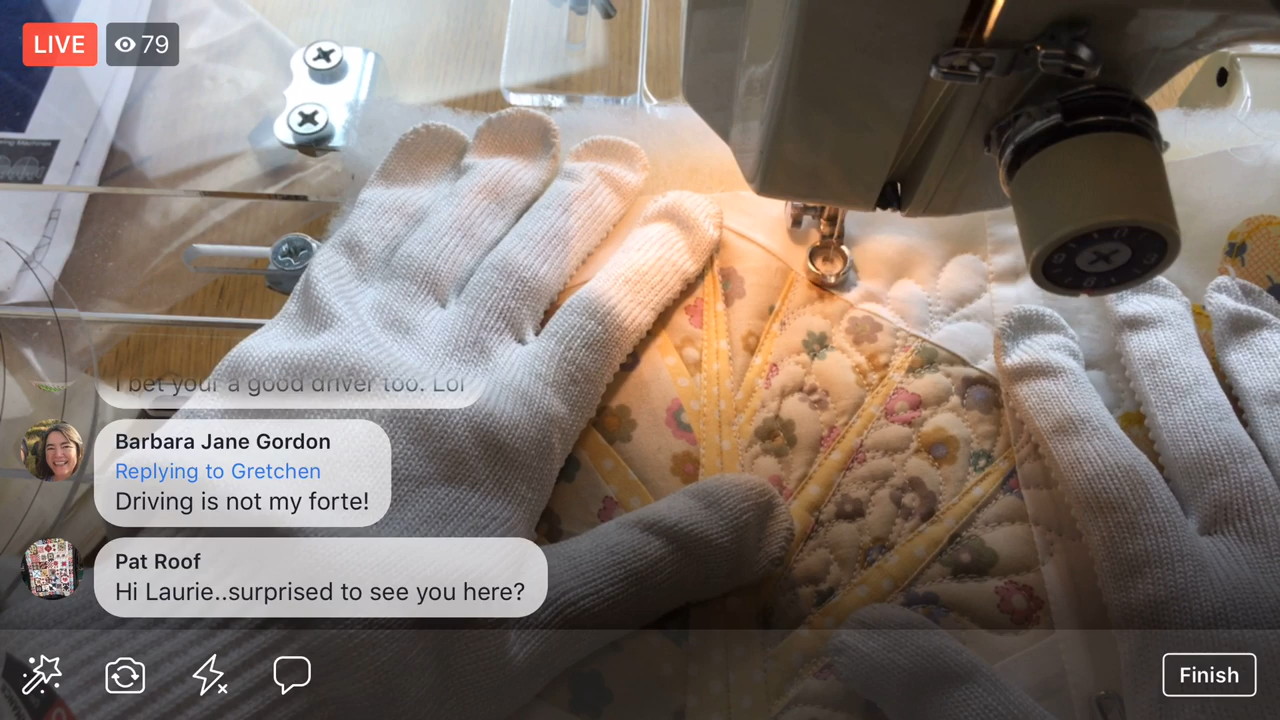 LIVE
79
I bet your a good driver too. Lol
Barbara Jane Gordon
Replying to Gretchen
Driving is not my forte!
Pat Roof
Hi Laurie..surprised to see you here?
Finish